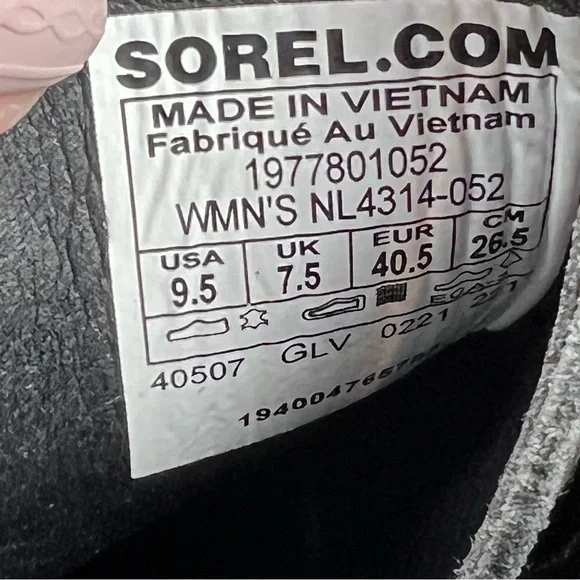 SOREL.COM
MADE IN VIETNAM
Fabriqué Au Vietnam
1977801052
WMN'S NL4314-052
USA UK EUR CM
9.5 7.5 40.5 26.5
40507 GLV 0221